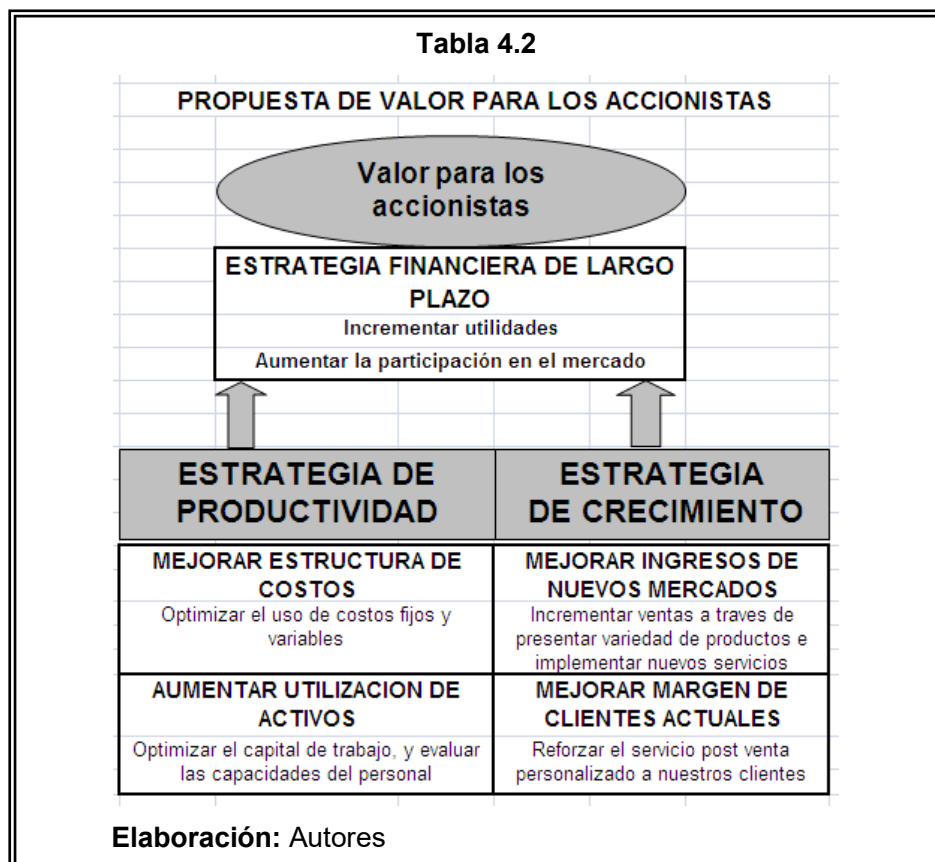 Tabla 4.2
PROPUESTA DE VALOR PARA LOS ACCIONISTAS
Valor para los
accionistas
ESTRATEGIA FINANCIERA DE LARGO
PLAZO
Incrementar utilidades
Aumentar la participación en el mercado
ESTRATEGIA DE
PRODUCTIVIDAD
ESTRATEGIA
DE CRECIMIENTO
MEJORAR ESTRUCTURA DE
COSTOS
Optimizar el uso de costos fijos y
variables
MEJORAR INGRESOS DE
NUEVOS MERCADOS
Incrementar ventas a traves de
presentar variedad de productos e
implementar nuevos servicios
AUMENTAR UTILIZACION DE
ACTIVOS
Optimizar el capital de trabajo, y evaluar
las capacidades del personal
MEJORAR MARGEN DE
CLIENTES ACTUALES
Reforzar el servicio post venta
personalizado a nuestros clientes
Elaboración: Autores